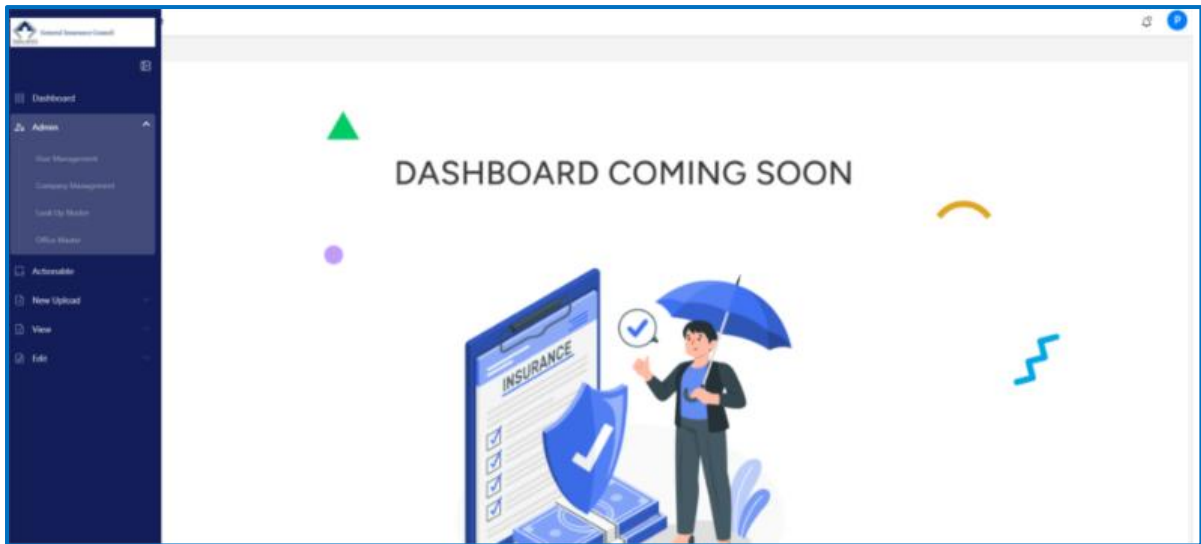 General Insurance Council
P
Dashboard
Admin
User Management
Company Management
Look Up Master
Office Master
Actionable
New Upload
View
Edit
DASHBOARD COMING SOON
INSURANCE